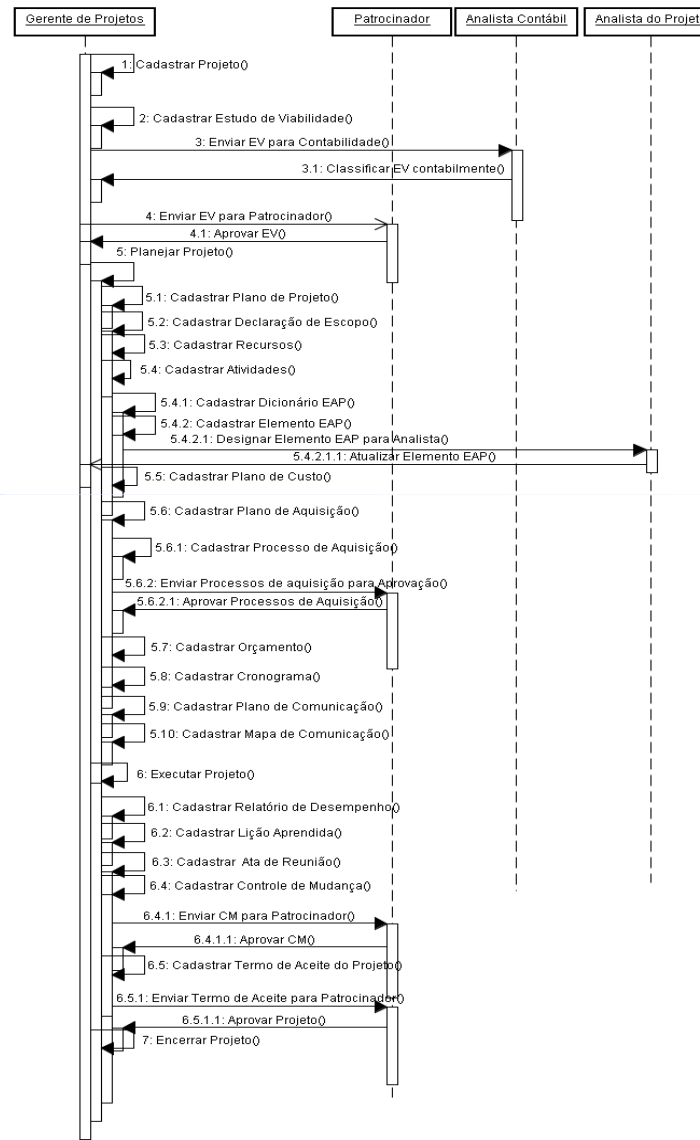 Gerente de Projetos
Patrocinador
Analista Contábil
Analista do Projet
1: Cadastrar Projeto()
2: Cadastrar Estudo de Viabilidade()
3: Enviar EV para Contabilidade()
3.1: Classificar EV contabilmente()
4: Enviar EV para Patrocinador()
4.1: Aprovar EV()
5: Planejar Projeto()
5.1: Cadastrar Plano de Projeto()
5.2: Cadastrar Declaração de Escopo()
5.3: Cadastrar Recursos()
5.4: Cadastrar Atividades()
5.4.1: Cadastrar Dicionário EAP()
5.4.2: Cadastrar Elemento EAP()
5.4.2.1: Designar Elemento EAP para Analista()
5.4.2.1.1: Atualizar Elemento EAP()
5.5: Cadastrar Plano de Custo()
5.6: Cadastrar Plano de Aquisição()
5.6.1: Cadastrar Processo de Aquisição()
5.6.2: Enviar Processos de aquisição para Aprovação()
5.6.2.1: Aprovar Processos de Aquisição()
5.7: Cadastrar Orçamento()
5.8: Cadastrar Cronograma()
5.9: Cadastrar Plano de Comunicação()
5.10: Cadastrar Mapa de Comunicação()
6: Executar Projeto()
6.1: Cadastrar Relatório de Desempenho()
6.2: Cadastrar Lição Aprendida()
6.3: Cadastrar Ata de Reunião()
6.4: Cadastrar Controle de Mudança()
6.4.1: Enviar CM para Patrocinador()
6.4.1.1: Aprovar CM()
6.5: Cadastrar Termo de Aceite do Projeto()
6.5.1: Enviar Termo de Aceite para Patrocinador()
6.5.1.1: Aprovar Projeto()
7: Encerrar Projeto()